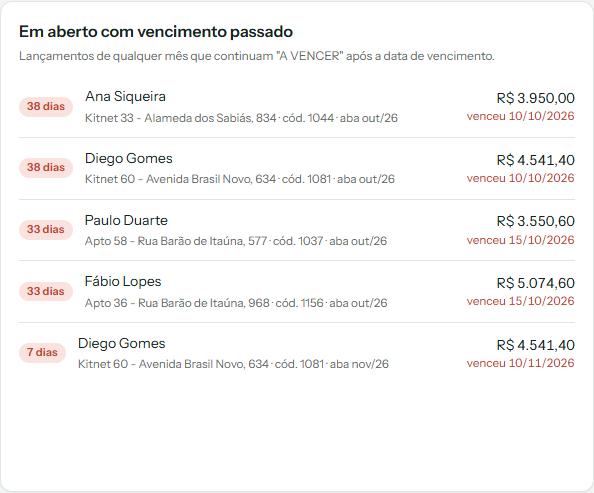 Em aberto com vencimento passado
Lançamentos de qualquer mês que continuam "A VENCER" após a data de vencimento.
38 dias
Ana Siqueira
R$ 3.950,00
Kitnet 33 - Alameda dos Sabiás, 834 · cód. 1044 · aba out/26
venceu 10/10/2026
38 dias
Diego Gomes
R$ 4.541,40
Kitnet 60 - Avenida Brasil Novo, 634 · cód. 1081 · aba out/26
venceu 10/10/2026
33 dias
Paulo Duarte
R$ 3.550,60
Apto 58 - Rua Barão de Itaúna, 577 · cód. 1037 · aba out/26
venceu 15/10/2026
33 dias
Fábio Lopes
R$ 5.074,60
Apto 36 - Rua Barão de Itaúna, 968 · cód. 1156 · aba out/26
venceu 15/10/2026
7 dias
Diego Gomes
R$ 4.541,40
Kitnet 60 - Avenida Brasil Novo, 634 · cód. 1081 · aba nov/26
venceu 10/11/2026